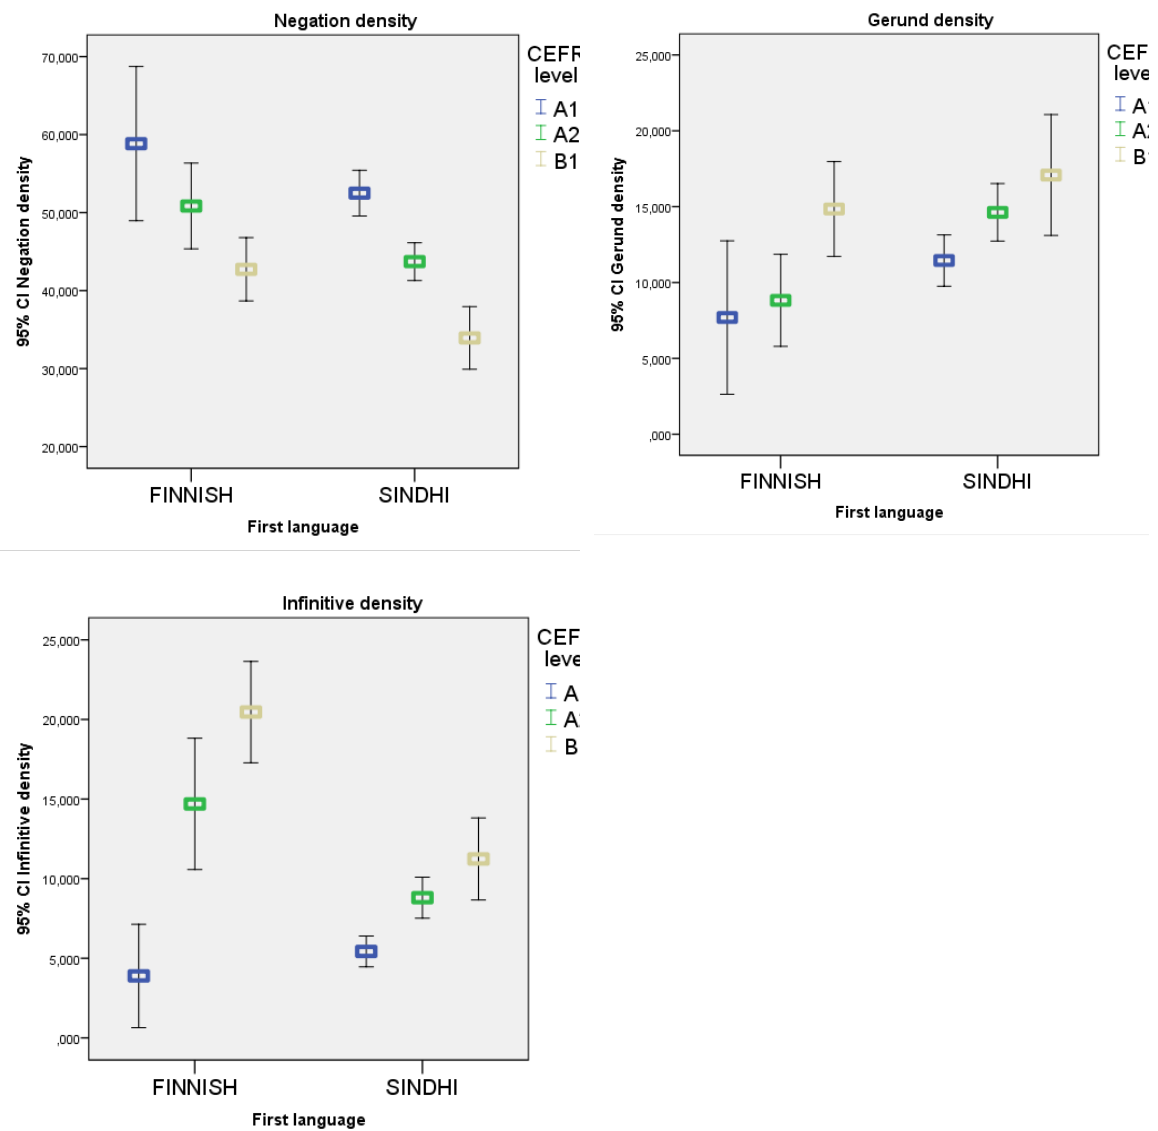 Negation density
70,000
60,000
50,000
40,000
30,000
20,000
95% CI Negation density
FINNISH
SINDHI
First language
CEFR
level
A1
A2
B1
Gerund density
25,000
20,000
15,000
10,000
5,000
,000
95% CI Gerund density
FINNISH
SINDHI
First language
CEF
leve
A
A
B
Infinitive density
25,000
20,000
15,000
10,000
5,000
,000
95% CI Infinitive density
FINNISH
SINDHI
First language
CEF
leve
A
A
B